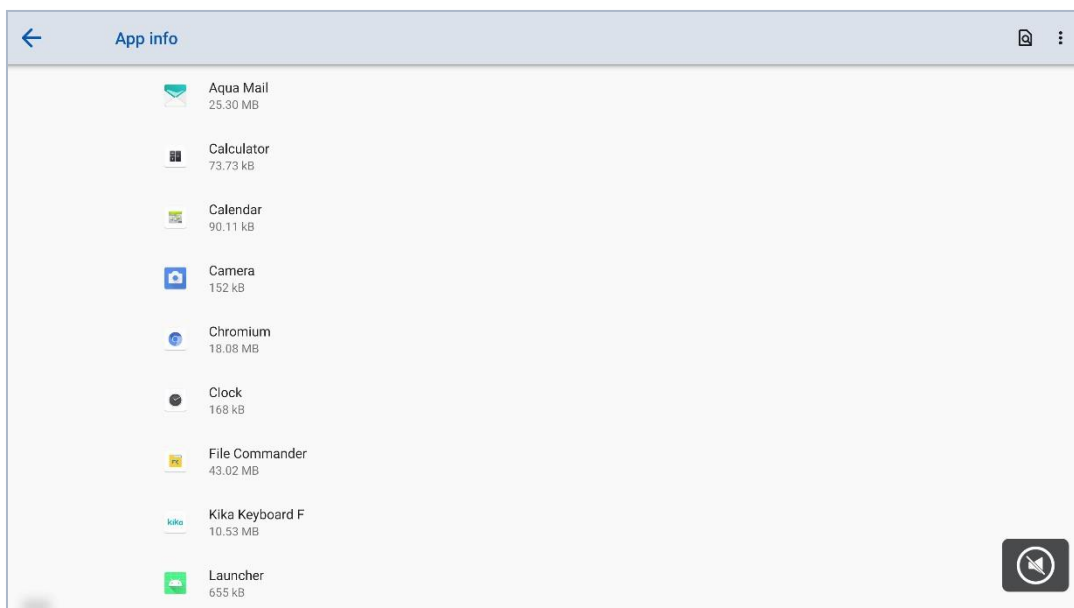 App info
Aqua Mail
25.30 MB
Calculator
73.73 kB
Calendar
90.11 kB
Camera
152 kB
Chromium
18.08 MB
Clock
168 kB
File Commander
43.02 MB
kika
Kika Keyboard F
10.53 MB
Launcher
655 kB